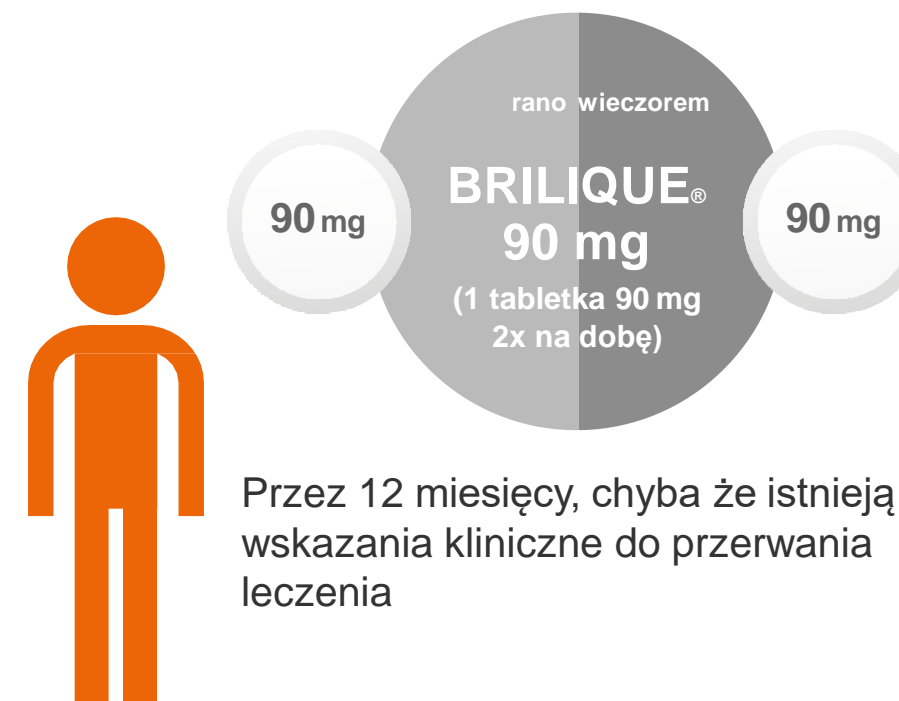 rano wieczorem
90 mg
BRILIQUE®
90 mg
(1 tabletka 90 mg
2x na dobę)
90 mg
Przez 12 miesięcy, chyba że istnieją
wskazania kliniczne do przerwania
leczenia